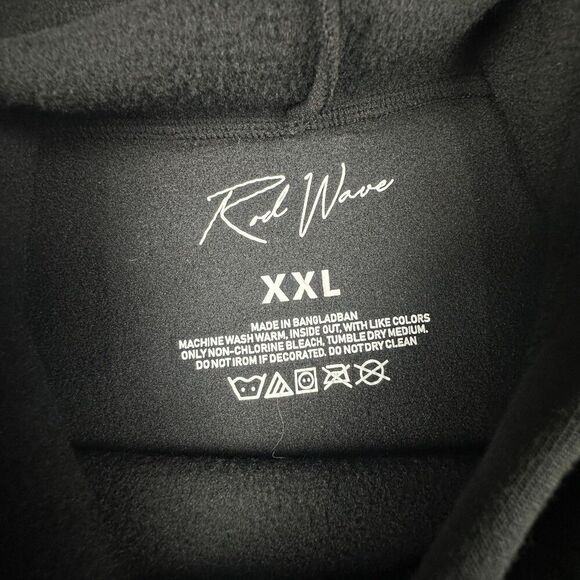 Rod Wave
XXL
MADE IN BANGLADBAN
MACHINE WASH WARM, INSIDE OUT, WITH LIKE COLORS
ONLY NON-CHLORINE BLEACH, TUMBLE DRY MEDIUM.
DO NOT IROM IF DECORATED. DO NOT DRY CLEAN